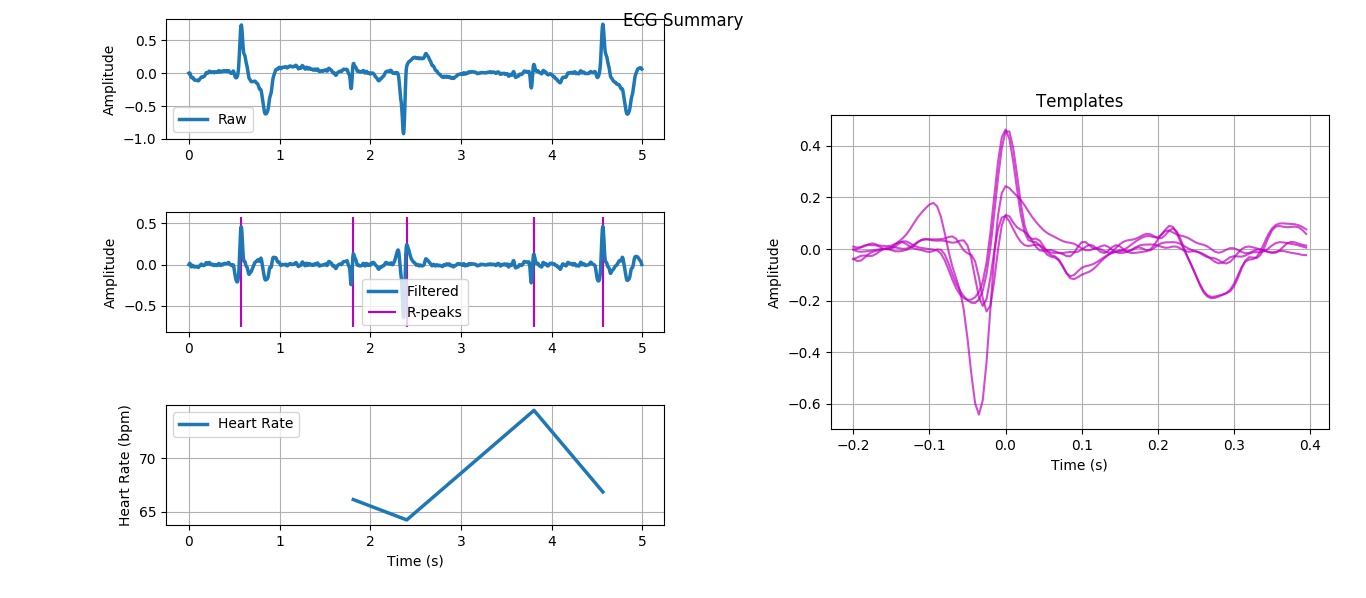 ECG Summary
Amplitude
0.5
0.0
−0.5
−1.0
Raw
0 1 2 3 4 5
Amplitude
0.5
0.0
−0.5
Filtered
R-peaks
0 1 2 3 4 5
Heart Rate (bpm)
70
65
Heart Rate
0 1 2 3 4 5
Time (s)
Templates
Amplitude
0.4
0.2
0.0
−0.2
−0.4
−0.6
−0.2 −0.1 0.0 0.1 0.2 0.3 0.4
Time (s)